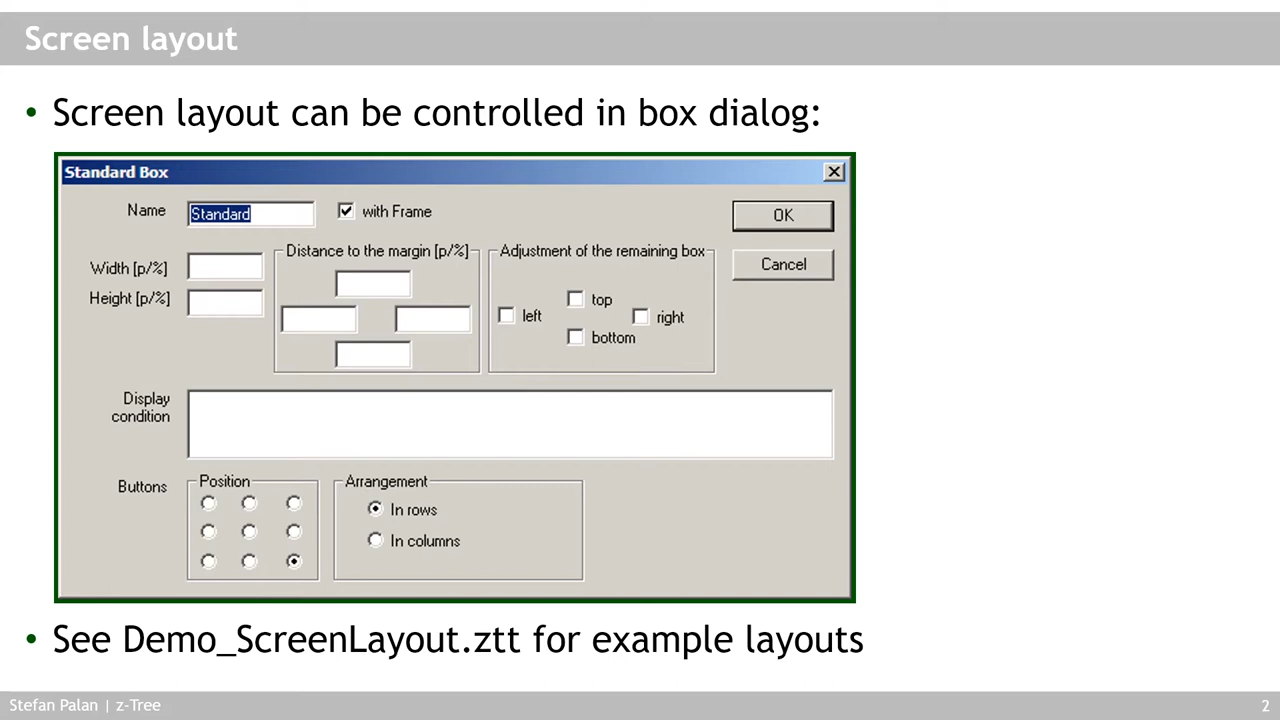 Screen layout
• Screen layout can be controlled in box dialog:
Standard Box
Name
Standard
with Frame
OK
Width [p/%]
Height [p/%]
Distance to the margin [p/%]
Adjustment of the remaining box
left
top
right
bottom
Cancel
Display
condition
Buttons
Position
Arrangement
In rows
In columns
• See Demo_ScreenLayout.ztt for example layouts
Stefan Palan | z-Tree
2